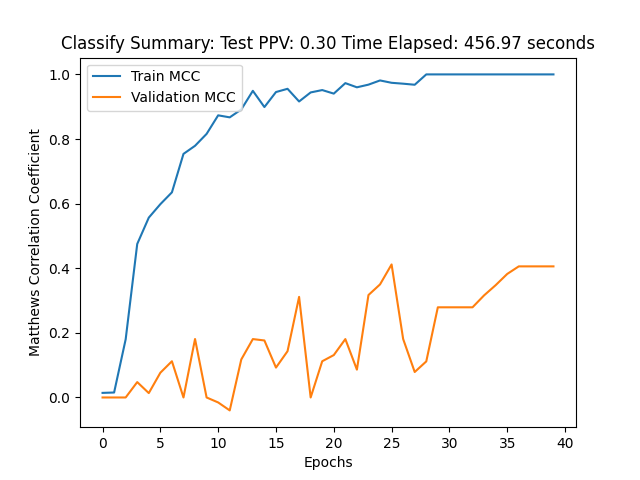 Classify Summary: Test PPV: 0.30 Time Elapsed: 456.97 seconds
Train MCC
Validation MCC
Matthews Correlation Coefficient
1.0
0.8
0.6
0.4
0.2
0.0
0 5 10 15 20 25 30 35 40
Epochs